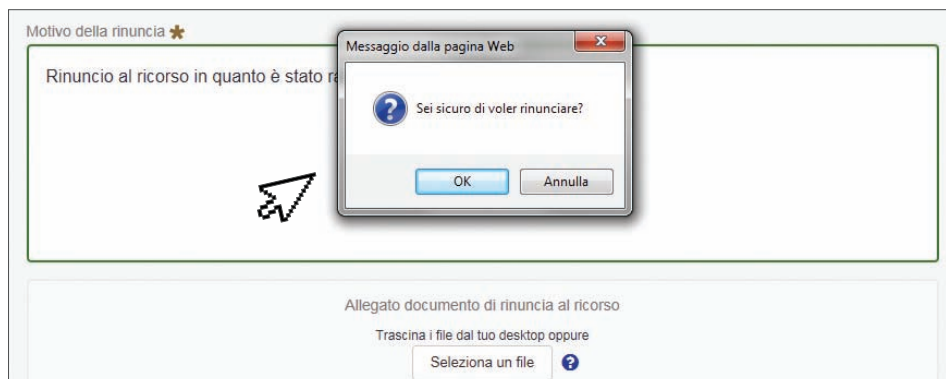 Motivo della rinuncia
Messaggio dalla pagina Web
Rinuncio al ricorso in quanto è stato
Sei sicuro di voler rinunciare?
OK Annulla
Allegato documento di rinuncia al ricorso
Trascina i file dal tuo desktop oppure
Seleziona un file ?